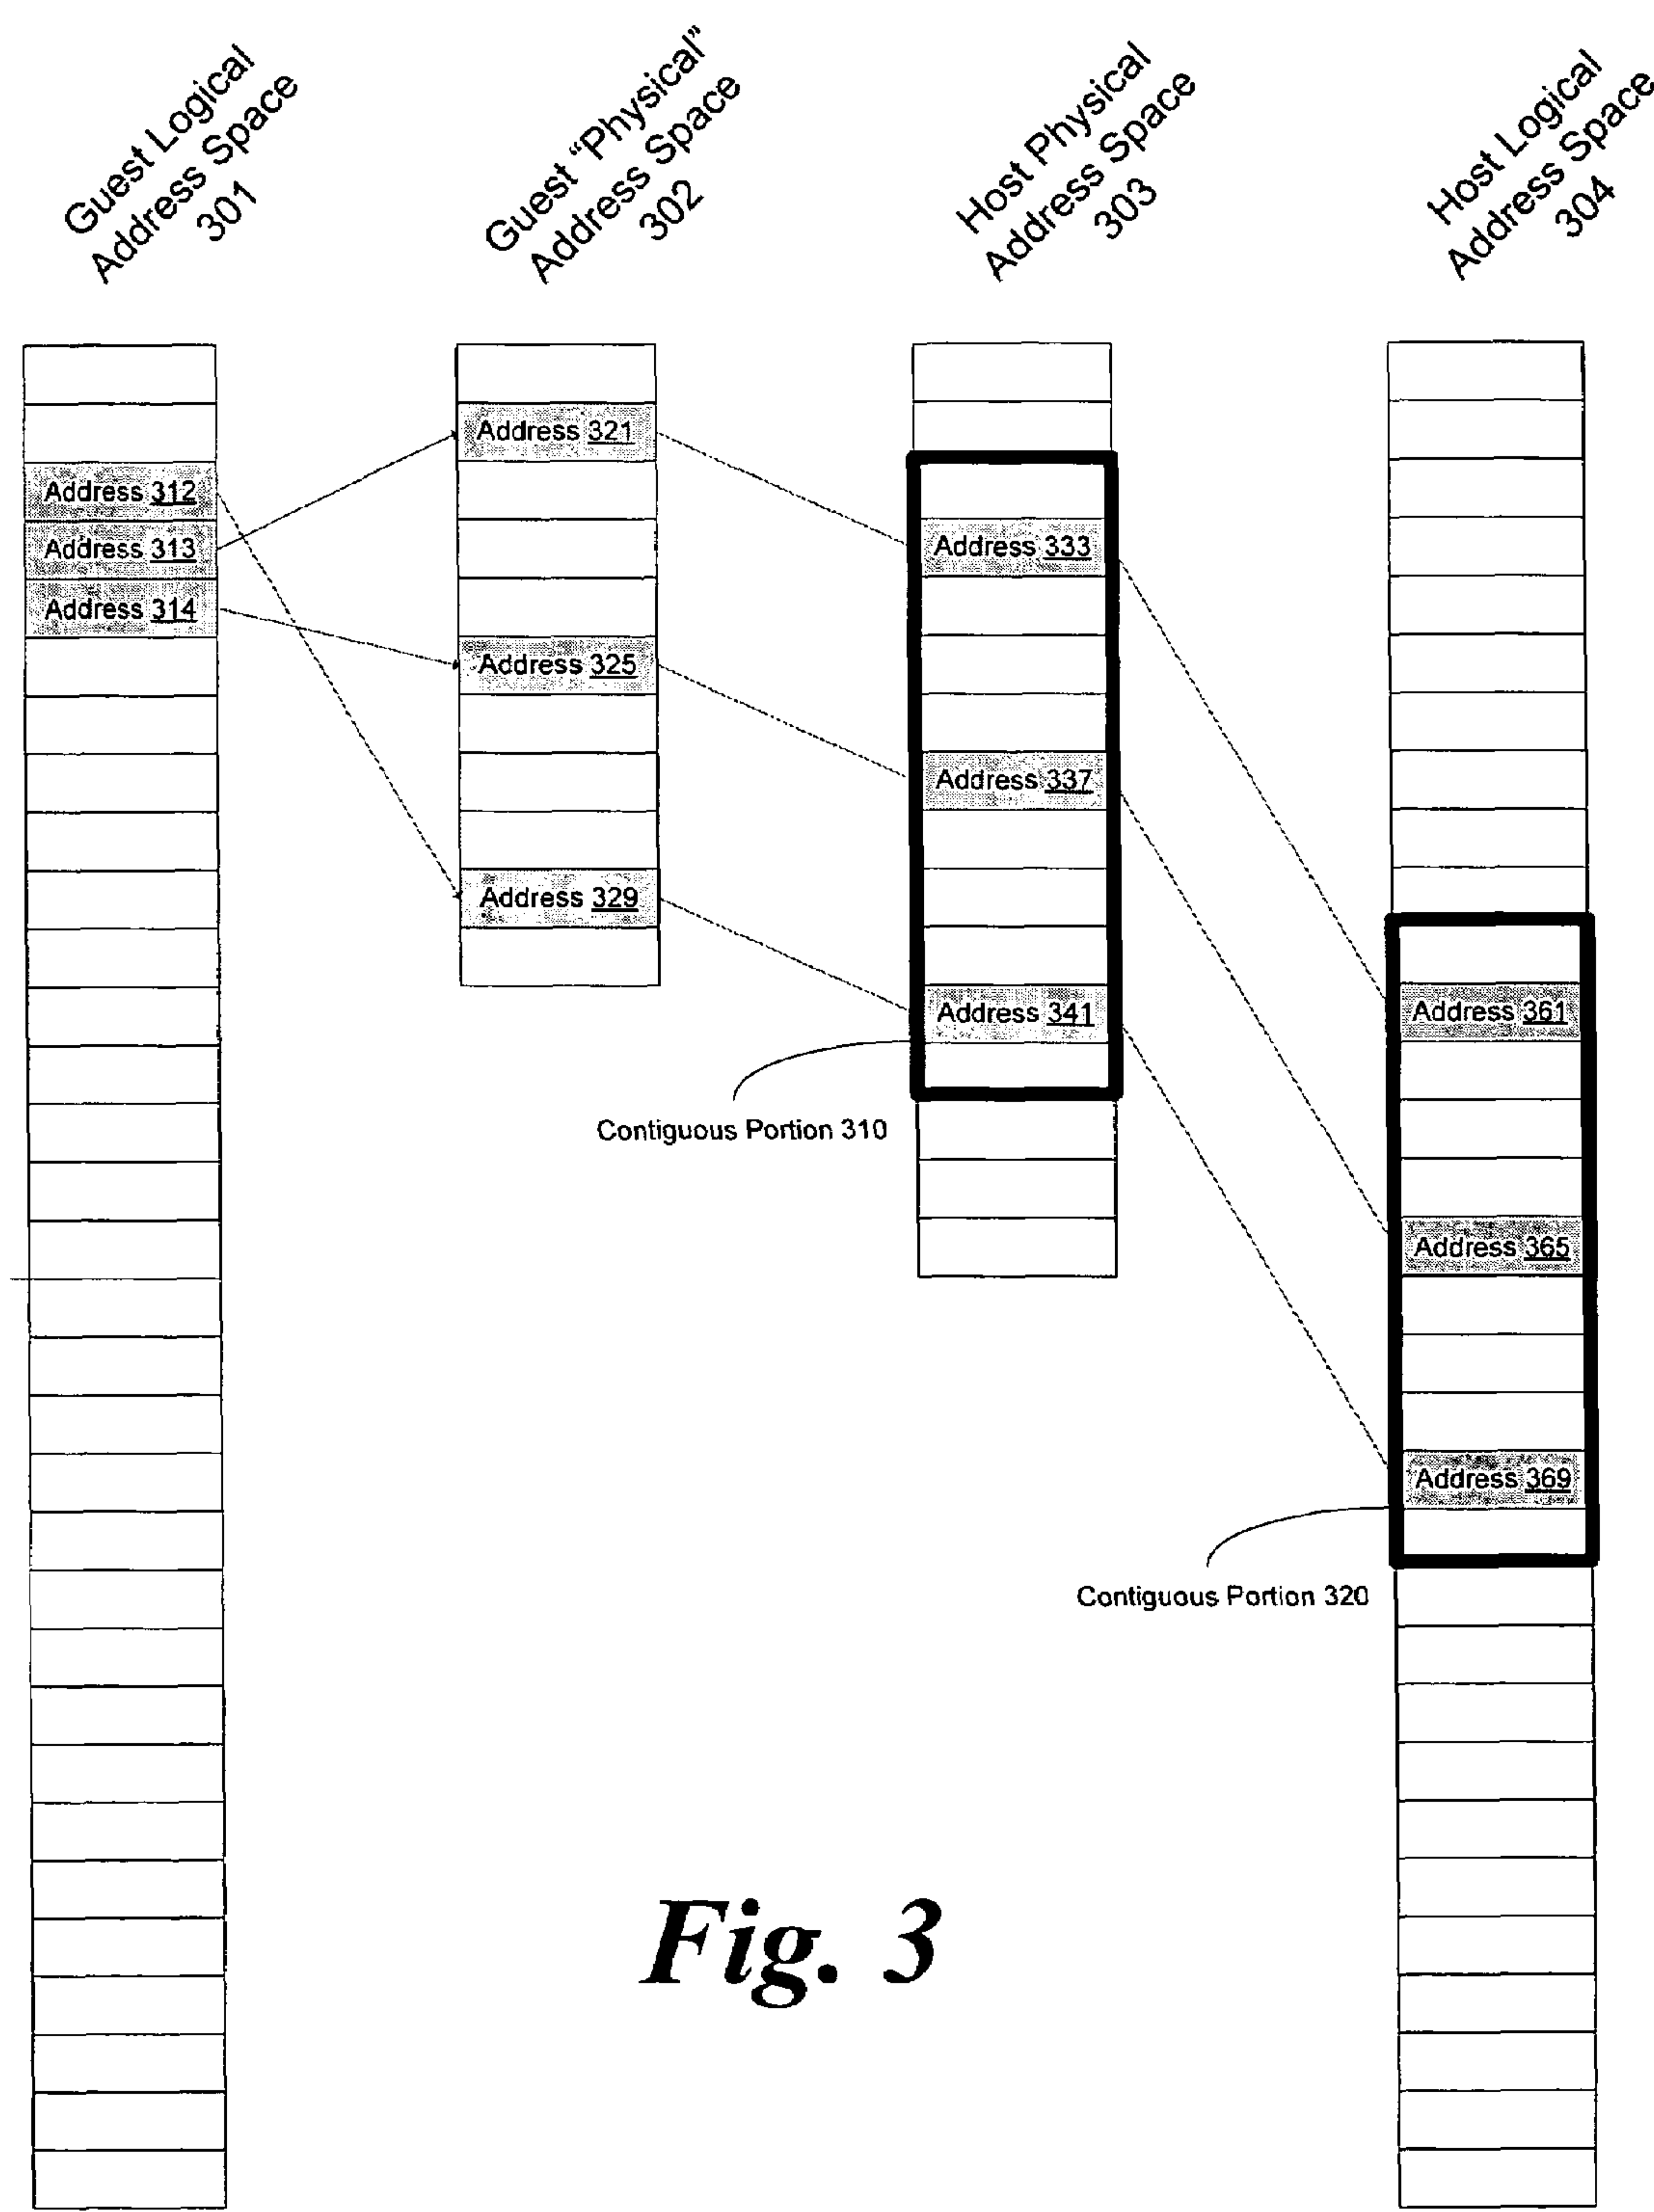 Guest Logical
Address Space
301
Guest “Physical”
Address Space
302
Host Physical
Address Space
303
Host Logical
Address Space
304
Address 321
Address 312
Address 313
Address 333
Address 314
Address 325
Address 337
Address 329
Address 341
Address 361
Contiguous Portion 310
Address 365
Address 369
Contiguous Portion 320
Fig. 3